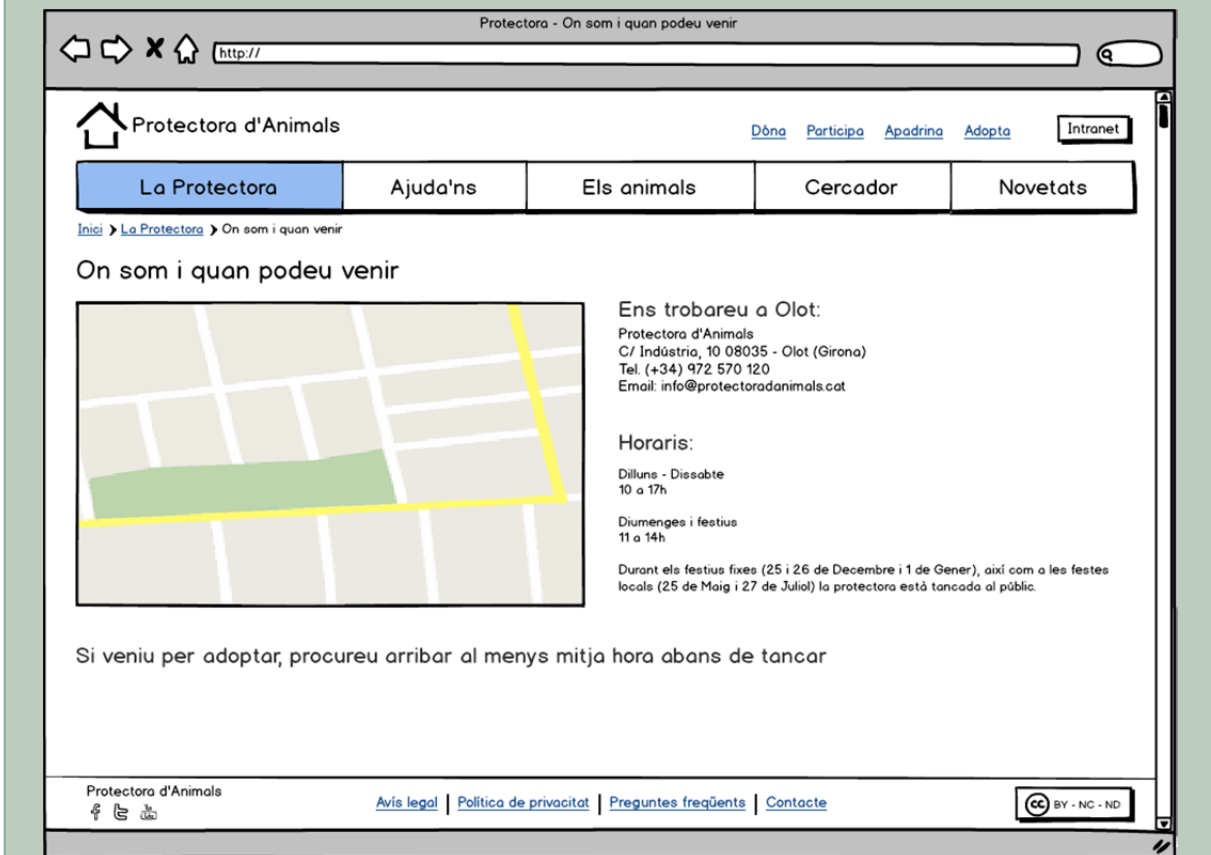 Protectora - On som i quan podeu venir
http://
Protectora d'Animals
Dóna Participa Apadrina Adopta Intranet
La Protectora Ajuda'ns Els animals Cercador Novetats
Inici La Protectora On som i quan venir
On som i quan podeu venir
Ens trobareu a Olot:
Protectora d'Animals
C/ Indústria, 10 08035 - Olot (Girona)
Tel. (+34) 972 570 120
Email: info@protectoradanimals.cat
Horaris:
Dilluns - Dissabte
10 a 17h
Diumenges i festius
11 a 14h
Durant els festius fixes (25 i 26 de Decembre i 1 de Gener), així com a les festes
locals (25 de Maig i 27 de Juliol) la protectora està tancada al públic.
Si veniu per adoptar, procureu arribar al menys mitja hora abans de tancar
Protectora d'Animals
Avís legal Política de privacitat Preguntes freqüents Contacte
cc BY - NC - ND